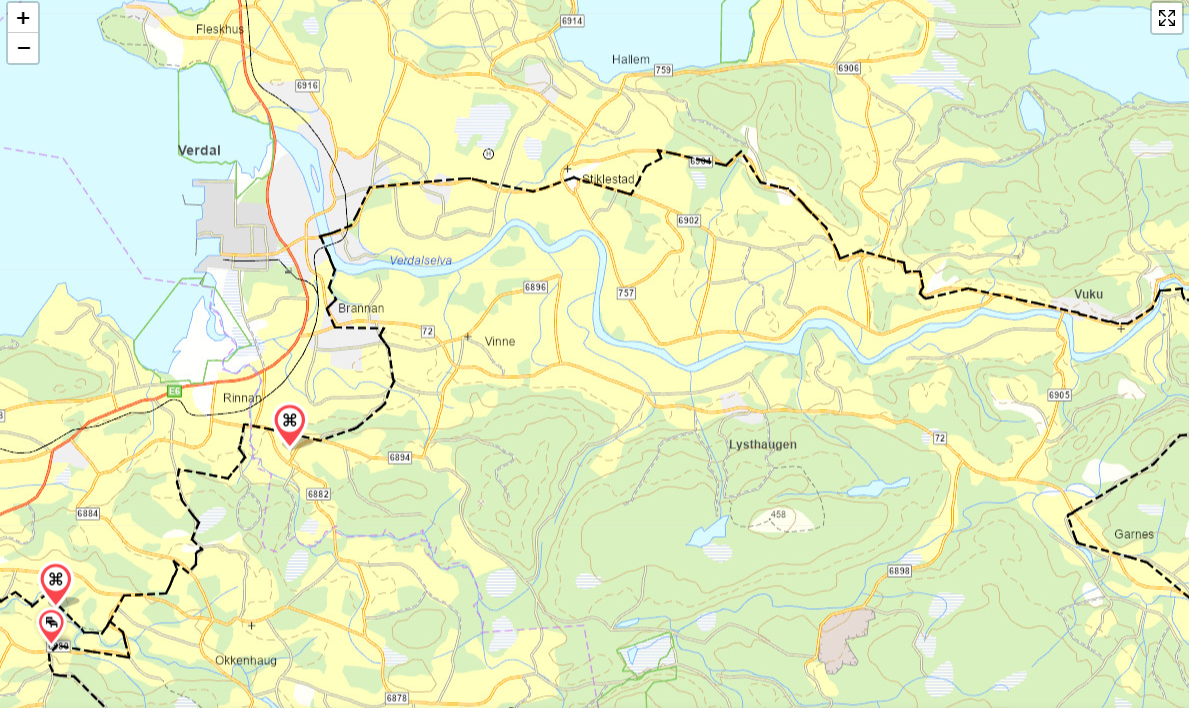 +
−
6914
Fleskhus
Hallem
759
6906
6916
Verdal
H
6904
Stiklestad
6902
Verdalselva
6896
757
Vuku
Brannan
72
Vinne
E6
Rinnan
6905
72
Lysthaugen
6894
6882
458
6884
Garnes
6898
Okkenhaug
6878